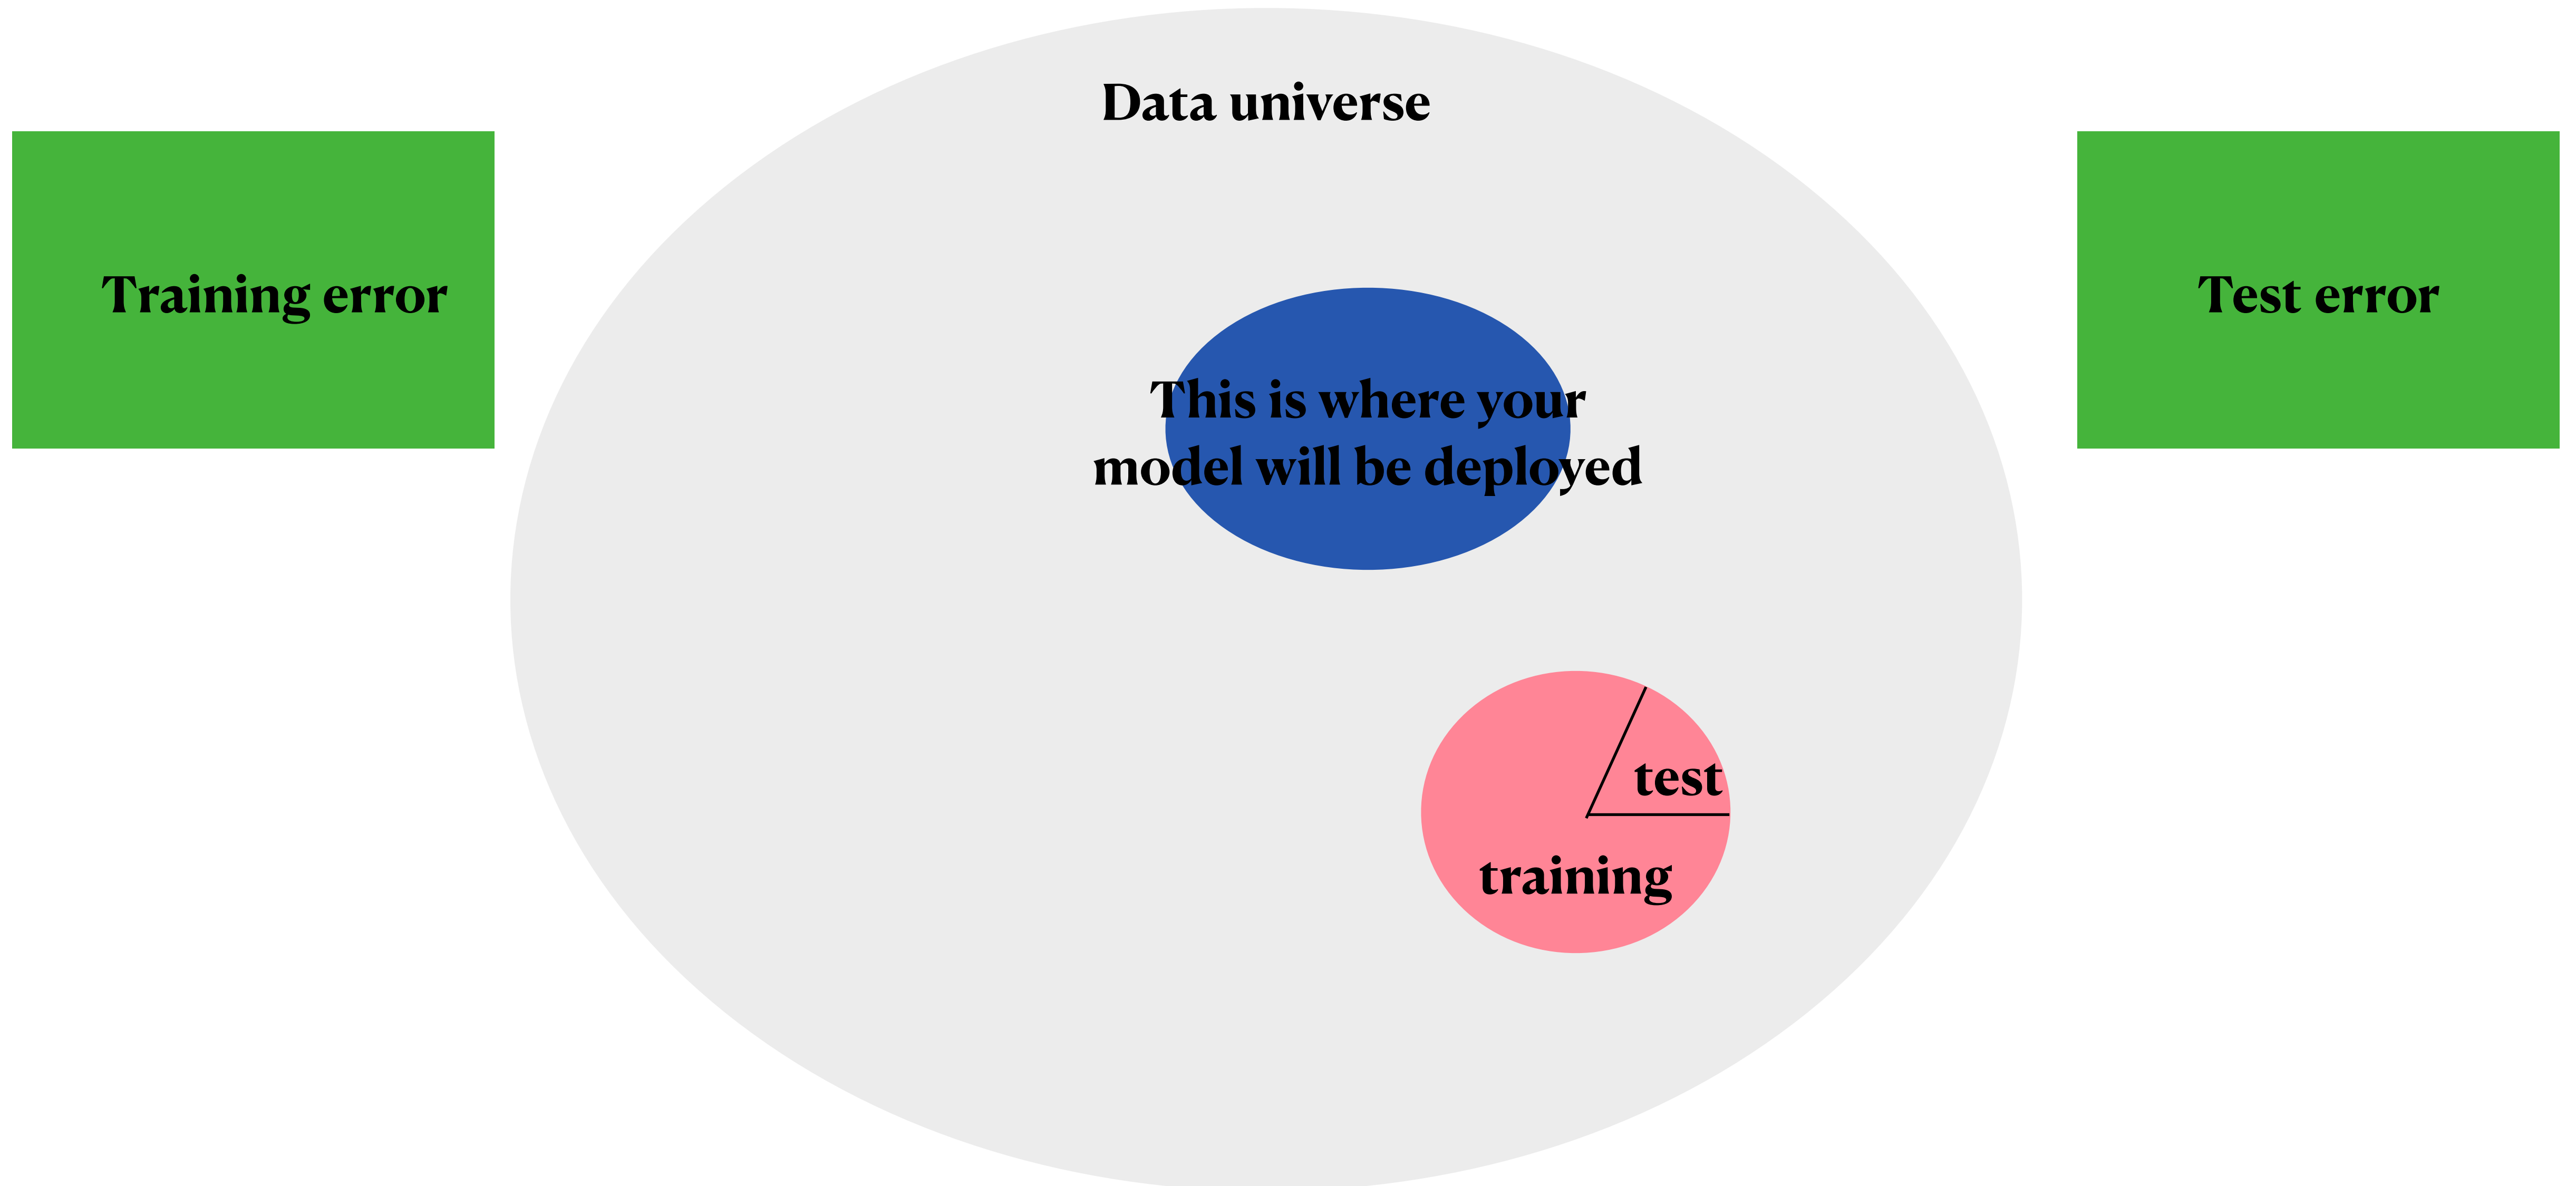 Data universe
Training error
Test error
This is where your
model will be deployed
test
training